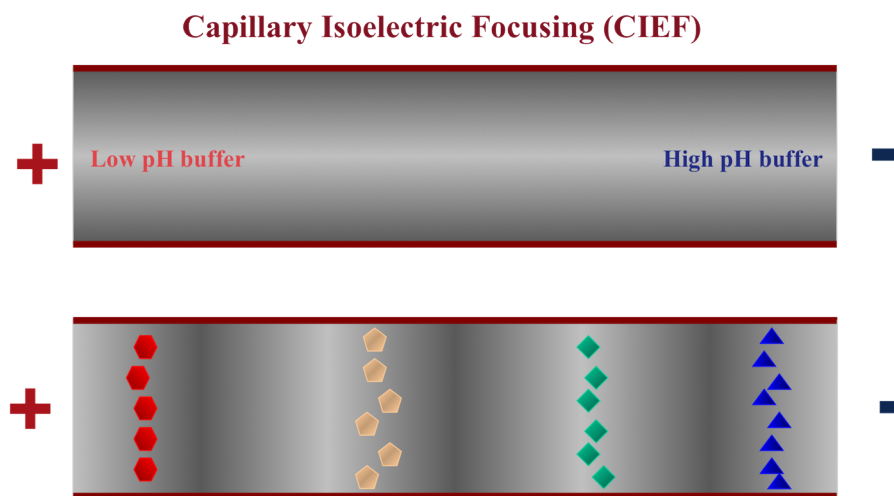 Capillary Isoelectric Focusing (CIEF)
+ Low pH buffer High pH buffer -
+ -